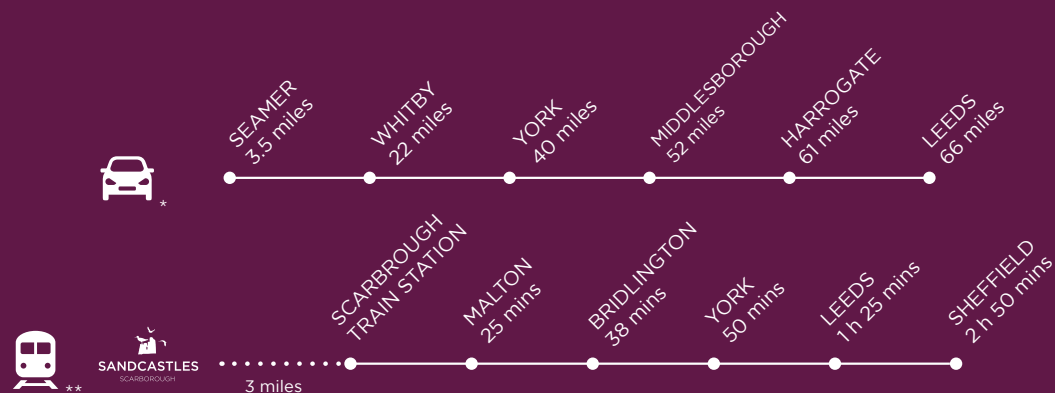 SEAMER
3.5 miles
WHITBY
22 miles
YORK
40 miles
MIDDLESBOROUGH
52 miles
HARROGATE
61 miles
LEEDS
66 miles
*
SCARBROUGH
TRAIN STATION
MALTON
25 mins
BRIDLINGTON
38 mins
YORK
50 mins
LEEDS
1 h 25 mins
SHEFFIELD
2 h 50 mins
**
SANDCASTLES
SCARBOROUGH
3 miles